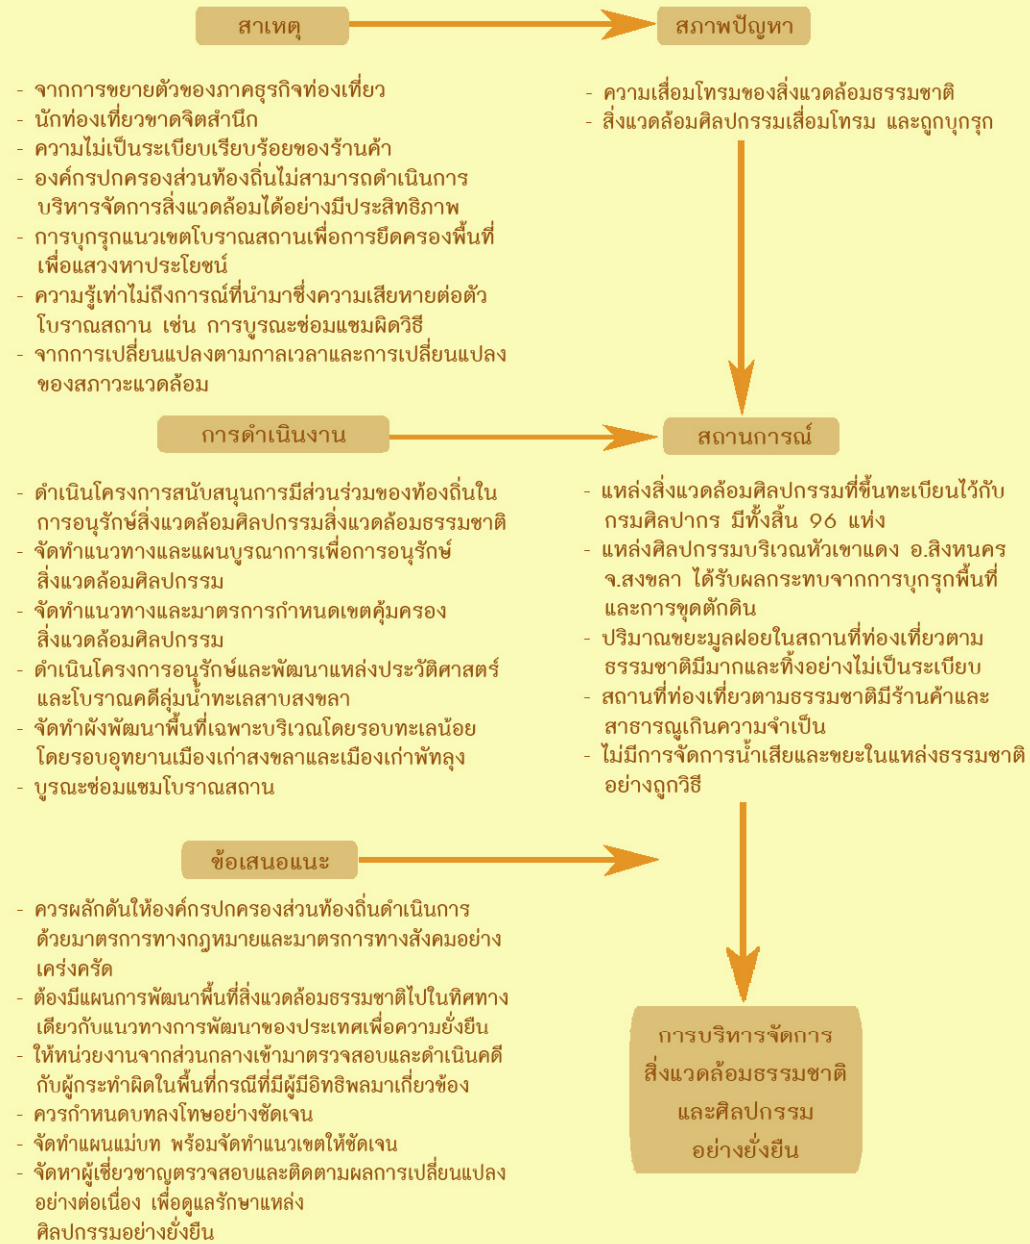 สาเหตุ
- จากการขยายตัวของภาคธุรกิจท่องเที่ยว
- นักท่องเที่ยวขาดจิตสำนึก
- ความไม่เป็นระเบียบเรียบร้อยของร้านค้า
- องค์กรปกครองส่วนท้องถิ่นไม่สามารถดำเนินการ
บริหารจัดการสิ่งแวดล้อมได้อย่างมีประสิทธิภาพ
- การบุกรุกแนวเขตโบราณสถานเพื่อการยึดครองพื้นที่
เพื่อแสวงหาประโยชน์
- ความรู้เท่าไม่ถึงการณ์ที่นำมาซึ่งความเสียหายต่อตัว
โบราณสถาน เช่น การบูรณะซ่อมแซมผิดวิธี
- จากการเปลี่ยนแปลงตามกาลเวลาและการเปลี่ยนแปลง
ของสภาวะแวดล้อม
สภาพปัญหา
- ความเสื่อมโทรมของสิ่งแวดล้อมธรรมชาติ
- สิ่งแวดล้อมศิลปกรรมเสื่อมโทรม และถูกบุกรุก
การดำเนินงาน
- ดำเนินโครงการสนับสนุนการมีส่วนร่วมของท้องถิ่นใน
การอนุรักษ์สิ่งแวดล้อมศิลปกรรมสิ่งแวดล้อมธรรมชาติ
- จัดทำแนวทางและแผนบูรณาการเพื่อการอนุรักษ์
สิ่งแวดล้อมศิลปกรรม
- จัดทำแนวทางและมาตรการกำหนดเขตคุ้มครอง
สิ่งแวดล้อมศิลปกรรม
- ดำเนินโครงการอนุรักษ์และพัฒนาแหล่งประวัติศาสตร์
และโบราณคดีลุ่มน้ำทะเลสาบสงขลา
- จัดทำผังพัฒนาพื้นที่เฉพาะบริเวณโดยรอบทะเลน้อย
โดยรอบอุทยานเมืองเก่าสงขลาและเมืองเก่าพัทลุง
- บูรณะซ่อมแซมโบราณสถาน
สถานการณ์
- แหล่งสิ่งแวดล้อมศิลปกรรมที่ขึ้นทะเบียนไว้กับ
กรมศิลปากร มีทั้งสิ้น 96 แห่ง
- แหล่งศิลปกรรมบริเวณหัวเขาแดง อ.สิงหนคร
จ.สงขลา ได้รับผลกระทบจากการบุกรุกพื้นที่
และการขุดตักดิน
- ปริมาณขยะมูลฝอยในสถานที่ท่องเที่ยวตาม
ธรรมชาติมีมากและทิ้งอย่างไม่เป็นระเบียบ
- สถานที่ท่องเที่ยวตามธรรมชาติมีร้านค้าและ
สาธารณูเกินความจำเป็น
- ไม่มีการจัดการน้ำเสียและขยะในแหล่งธรรมชาติ
อย่างถูกวิธี
ข้อเสนอแนะ
- ควรผลักดันให้องค์กรปกครองส่วนท้องถิ่นดำเนินการ
ด้วยมาตรการทางกฎหมายและมาตรการทางสังคมอย่าง
เคร่งครัด
- ต้องมีแผนการพัฒนาพื้นที่สิ่งแวดล้อมธรรมชาติไปในทิศทาง
เดียวกับแนวทางการพัฒนาของประเทศเพื่อความยั่งยืน
- ให้หน่วยงานจากส่วนกลางเข้ามาตรวจสอบและดำเนินคดี
กับผู้กระทำผิดในพื้นที่กรณีที่มีผู้มีอิทธิพลมาเกี่ยวข้อง
- ควรกำหนดบทลงโทษอย่างชัดเจน
- จัดทำแผนแม่บท พร้อมจัดทำแนวเขตให้ชัดเจน
- จัดหาผู้เชี่ยวชาญตรวจสอบและติดตามผลการเปลี่ยนแปลง
อย่างต่อเนื่อง เพื่อดูแลรักษาแหล่ง
ศิลปกรรมอย่างยั่งยืน
การบริหารจัดการ
สิ่งแวดล้อมธรรมชาติ
และศิลปกรรม
อย่างยั่งยืน